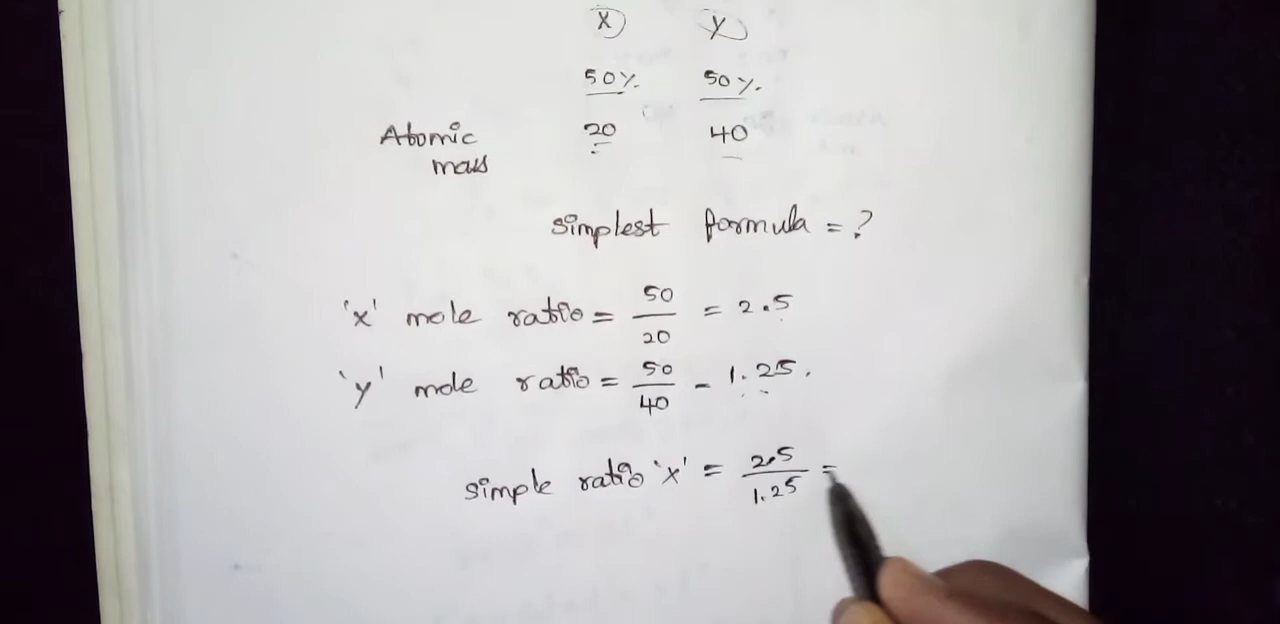 X Y
50% 50%.
Atomic mass 20 40
Simplest formula = ?
'x' mole ratio = 50/20 = 2.5
'y' mole ratio = 50/40 - 1.25.
Simple ratio 'x' = 2.5/1.25 =